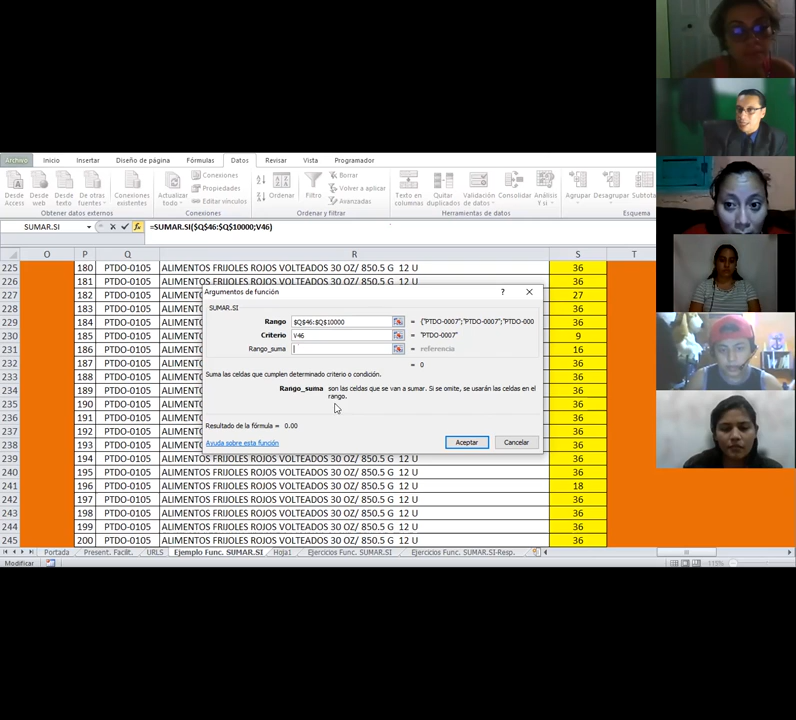 Archivo Inicio Insertar Diseño de página Fórmulas Datos Revisar Vista Programador
Desde Access
Desde web
Desde texto
De otras fuentes
Conexiones existentes
Obtener datos externos
Actualizar todo
Conexiones
Propiedades
Editar vínculos
Conexiones
Ordenar
Filtro
Borrar
Volver a aplicar
Avanzadas
Ordenar y filtrar
Texto en columnas
Quitar duplicados
Validación de datos
Consolidar
Análisis Y si
Herramientas de datos
Agrupar
Desagrupar
Subtotal
Esquema
SUMAR.SI
fx
=SUMAR.SI($Q$46:$Q$10000;V46)
O P Q R S T
225 180 PTDO-0105 ALIMENTOS FRIJOLES ROJOS VOLTEADOS 30 OZ/ 850.5 G 12 U 36
226 181 PTDO-0105 ALIMENTOS FRIJOLES ROJOS VOLTEADOS 30 OZ/ 850.5 G 12 U 36
227 182 PTDO-0105 27
228 183 PTDO-0105 36
229 184 PTDO-0105 36
230 185 PTDO-0105 9
231 186 PTDO-0105 16
232 187 PTDO-0105 36
233 188 PTDO-0105 36
234 189 PTDO-0105 36
235 190 PTDO-0105 36
236 191 PTDO-0105 36
237 192 PTDO-0105 36
238 193 PTDO-0105 36
239 194 PTDO-0105 ALIMENTOS FRIJOLES ROJOS VOLTEADOS 30 OZ/ 850.5 G 12 U 36
240 195 PTDO-0105 ALIMENTOS FRIJOLES ROJOS VOLTEADOS 30 OZ/ 850.5 G 12 U 36
241 196 PTDO-0105 ALIMENTOS FRIJOLES ROJOS VOLTEADOS 30 OZ/ 850.5 G 12 U 18
242 197 PTDO-0105 ALIMENTOS FRIJOLES ROJOS VOLTEADOS 30 OZ/ 850.5 G 12 U 36
243 198 PTDO-0105 ALIMENTOS FRIJOLES ROJOS VOLTEADOS 30 OZ/ 850.5 G 12 U 36
244 199 PTDO-0105 ALIMENTOS FRIJOLES ROJOS VOLTEADOS 30 OZ/ 850.5 G 12 U 36
245 200 PTDO-0105 ALIMENTOS FRIJOLES ROJOS VOLTEADOS 30 OZ/ 850.5 G 12 U 36
Argumentos de función
SUMAR.SI
Rango $Q$46:$Q$10000 = {"PTDO-0007";"PTDO-0007";"PTDO-000
Criterio V46 = "PTDO-0007"
Rango_suma = referencia
= 0
Suma las celdas que cumplen determinado criterio o condición.
Rango_suma son las celdas que se van a sumar. Si se omite, se usarán las celdas en el
rango.
Resultado de la fórmula = 0.00
Ayuda sobre esta función
Aceptar Cancelar
Portada Present. Facilit. URLS Ejemplo Func. SUMAR.SI Hoja1 Ejercicios Func. SUMAR.SI Ejercicios Func. SUMAR.SI-Resp.
Modificar 115%